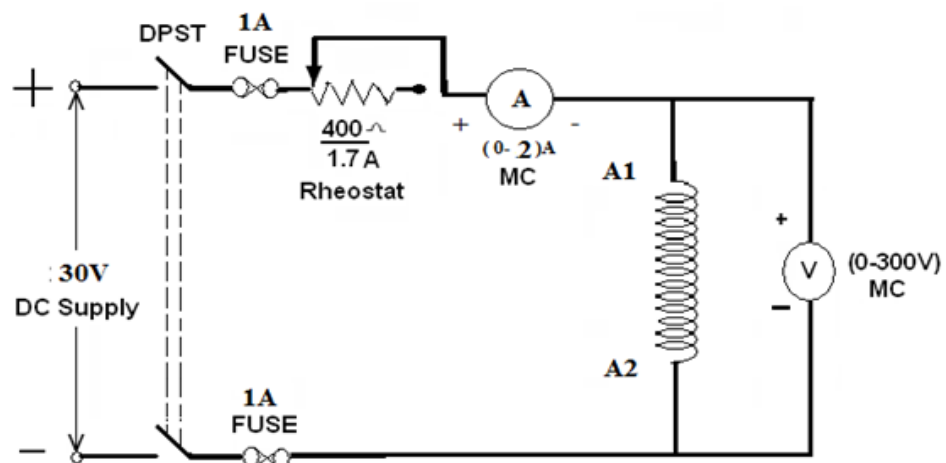 DPST
1A
FUSE
+
A
+ -
400 Ω
1.7 A
Rheostat
(0- 2)A
MC
A1
+
V
(0-300V)
MC
−
: 30V
DC Supply
A2
1A
FUSE
−